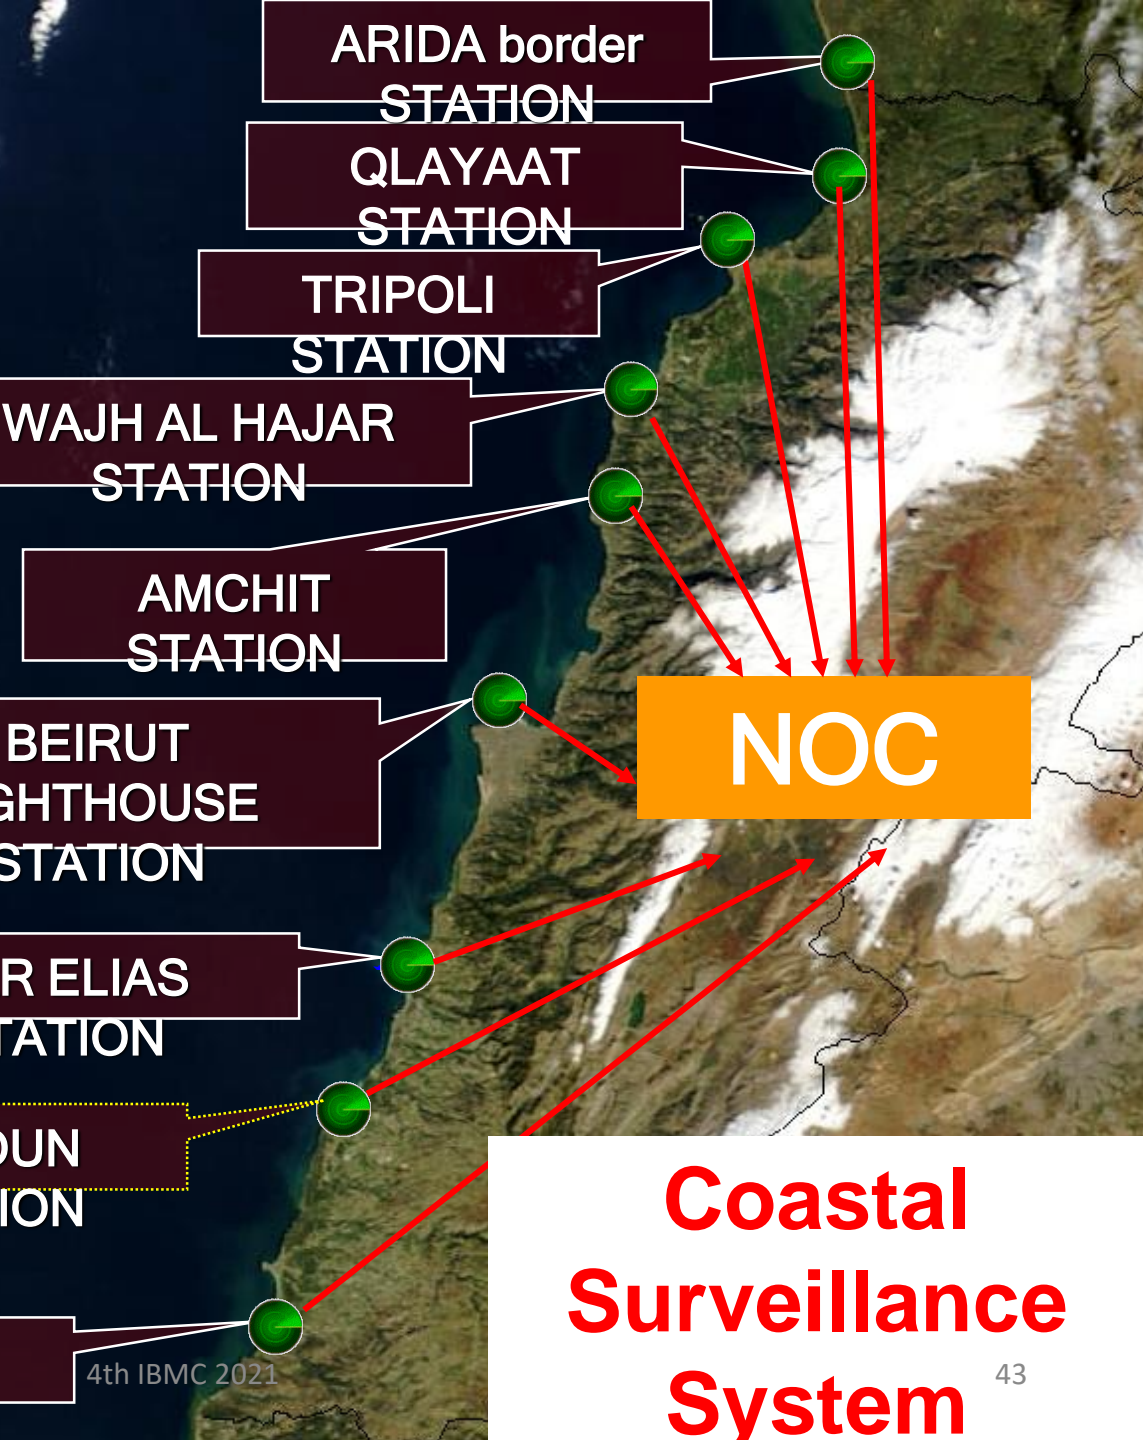 ARIDA border
STATION
QLAYAAT
STATION
TRIPOLI
STATION
WAJH AL HAJAR
STATION
AMCHIT
STATION
BEIRUT
GHTHOUSE
STATION
R ELIAS
TATION
OUN
ION
NOC
Coastal
Surveillance
System
4th IBMC 2021
43